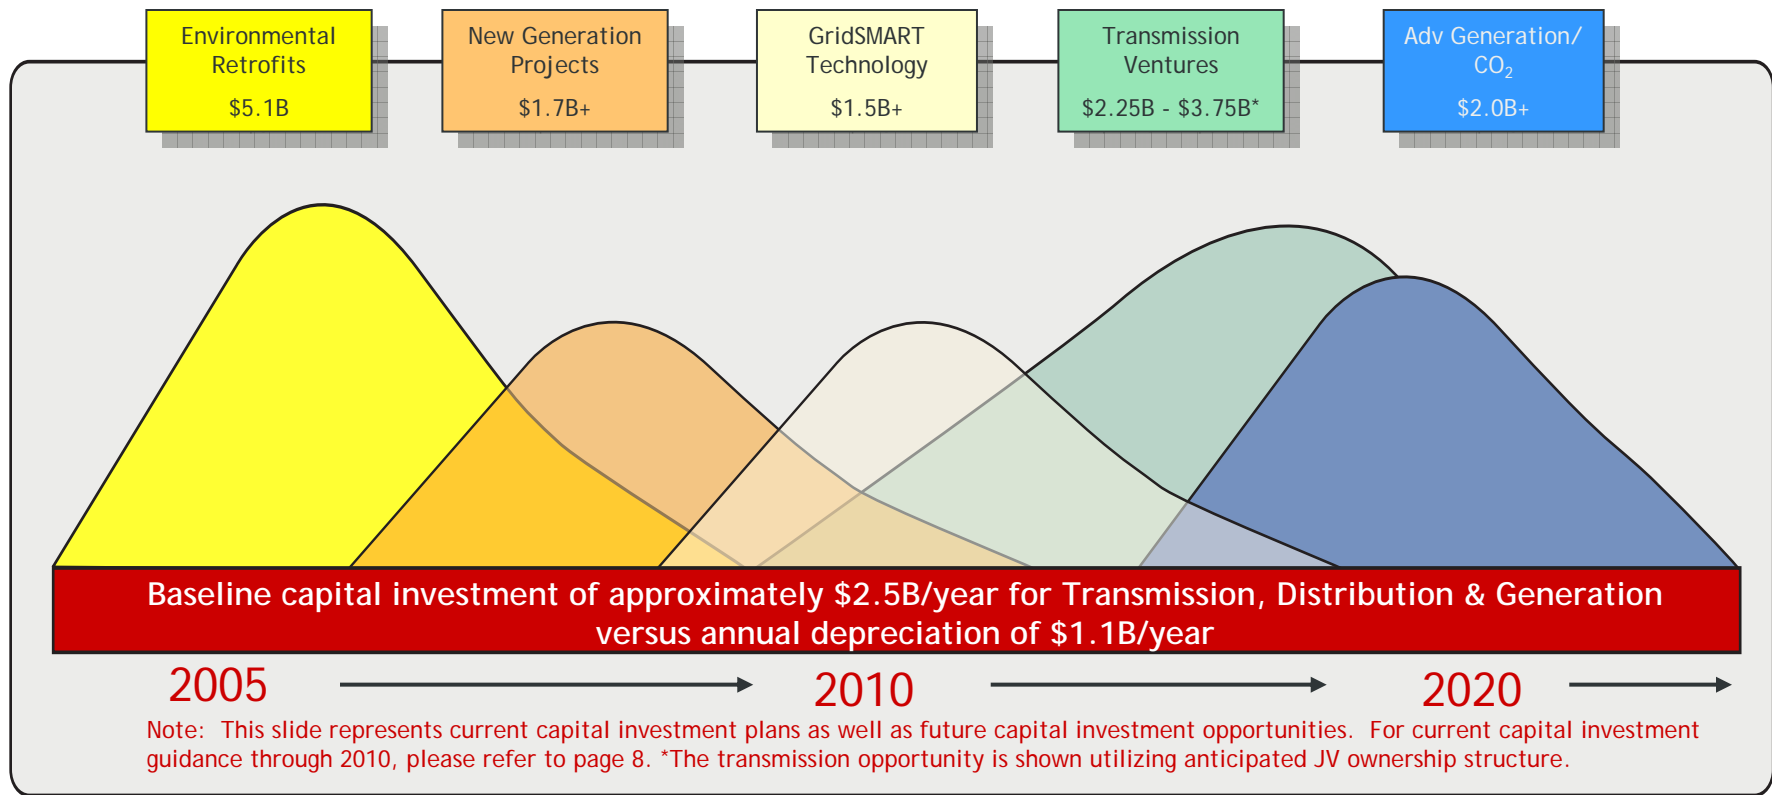 Environmental
Retrofits
$5.1B
New Generation
Projects
$1.7B+
GridSMART
Technology
$1.5B+
Transmission
Ventures
$2.25B - $3.75B*
Adv Generation/
CO₂
$2.0B+
Baseline capital investment of approximately $2.5B/year for Transmission, Distribution & Generation
versus annual depreciation of $1.1B/year
2005
2010
2020
Note: This slide represents current capital investment plans as well as future capital investment opportunities. For current capital investment
guidance through 2010, please refer to page 8. *The transmission opportunity is shown utilizing anticipated JV ownership structure.